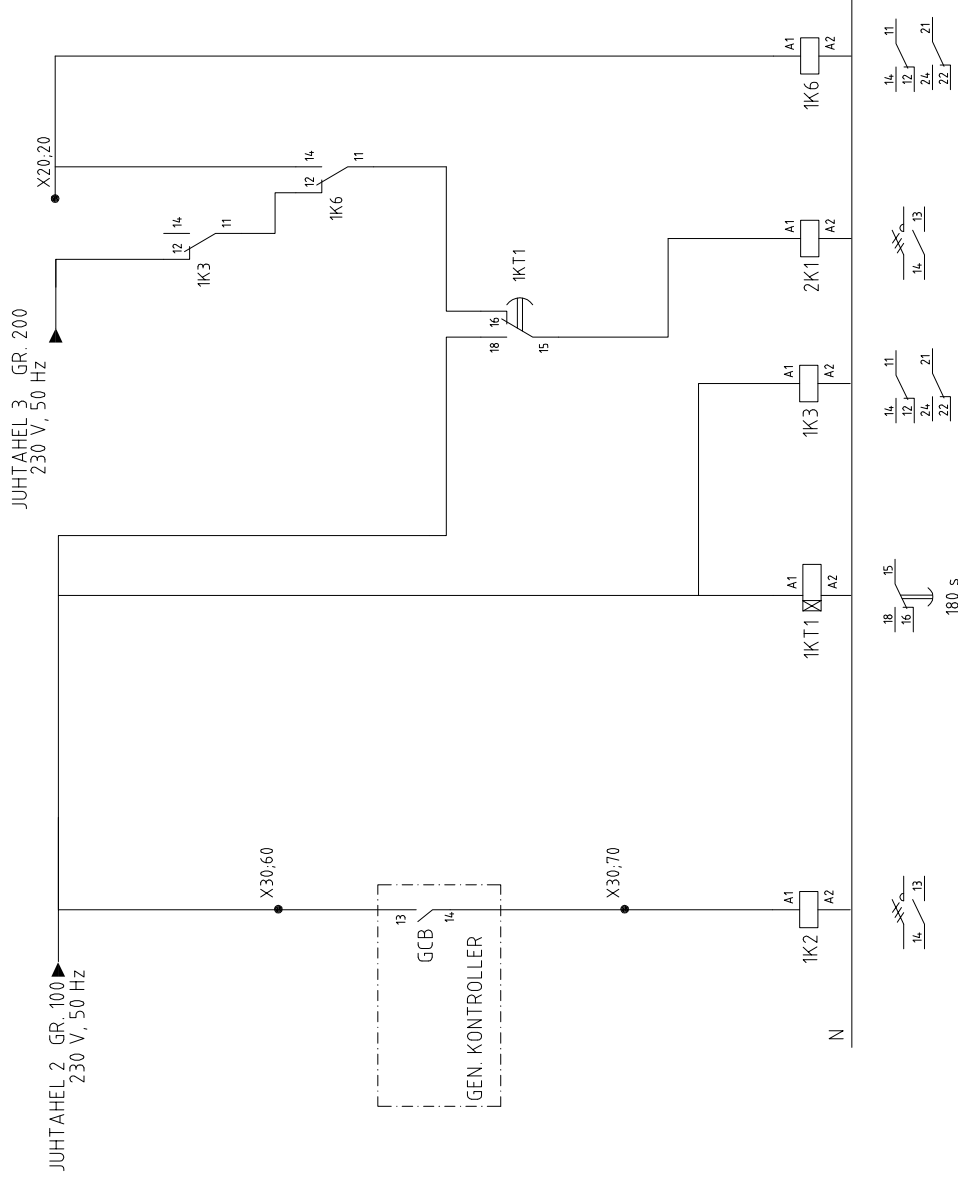 JUHTAHEL 2 GR. 100
230 V, 50 Hz
JUHTAHEL 3 GR. 200
230 V, 50 Hz
X20;20
14
12
11
1K3
14
12
11
1K6
X30;60
13
14
GCB
GEN. KONTROLLER
X30;70
18
16
15
1KT1
A1
A2
1K2
A1
A2
1KT1
A1
A2
1K3
A1
A2
2K1
A1
A2
1K6
N
14
13
18
16
15
180 s
14
12
11
24
22
21
14
13
14
12
11
24
22
21